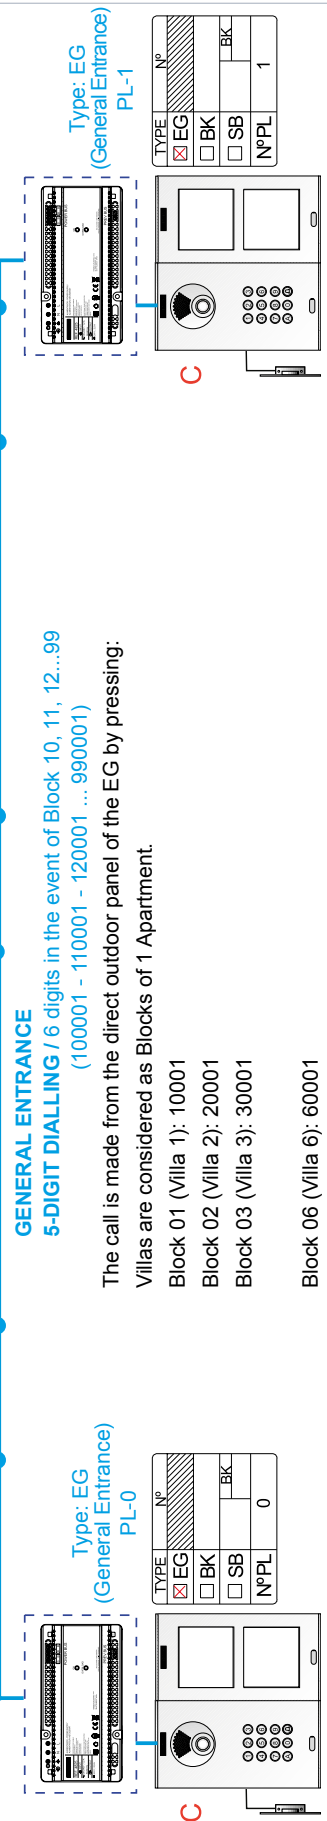 GENERAL ENTRANCE
5-DIGIT DIALLING / 6 digits in the event of Block 10, 11, 12...99
(100001 - 110001 - 120001 ... 990001)
The call is made from the direct outdoor panel of the EG by pressing:
Villas are considered as Blocks of 1 Apartment.
Block 01 (Villa 1): 10001
Block 02 (Villa 2): 20001
Block 03 (Villa 3): 30001
Block 06 (Villa 6): 60001
Type: EG
(General Entrance)
PL-0
C
TYPE Nº
EG
BK
SB BK
NºPL 0
Type: EG
(General Entrance)
PL-1
C
TYPE Nº
EG
BK
SB BK
NºPL 1